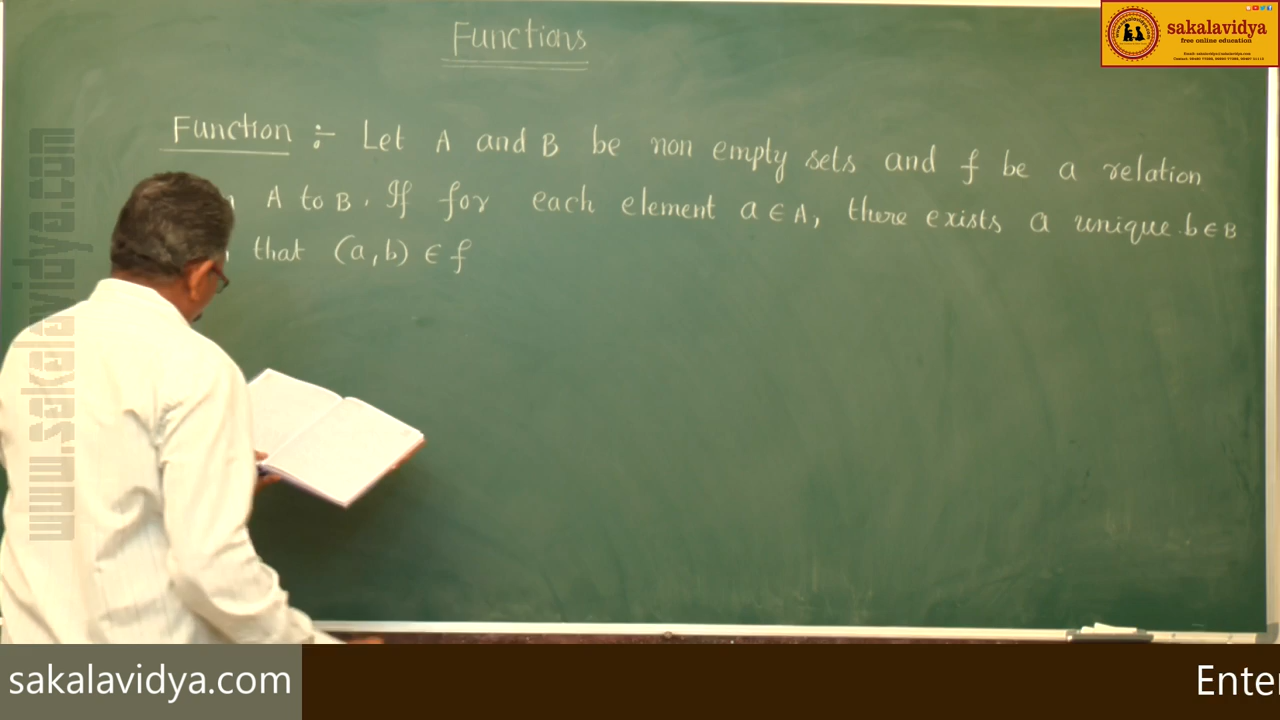 Functions
Function :- Let A and B be non empty sets and f be a relation
A to B. If for each element a ∈ A, there exists a unique b ∈ B
that (a, b) ∈ f
sakalavidya
free online education
www.sakalavidya.com
sakalavidya.com
Enter